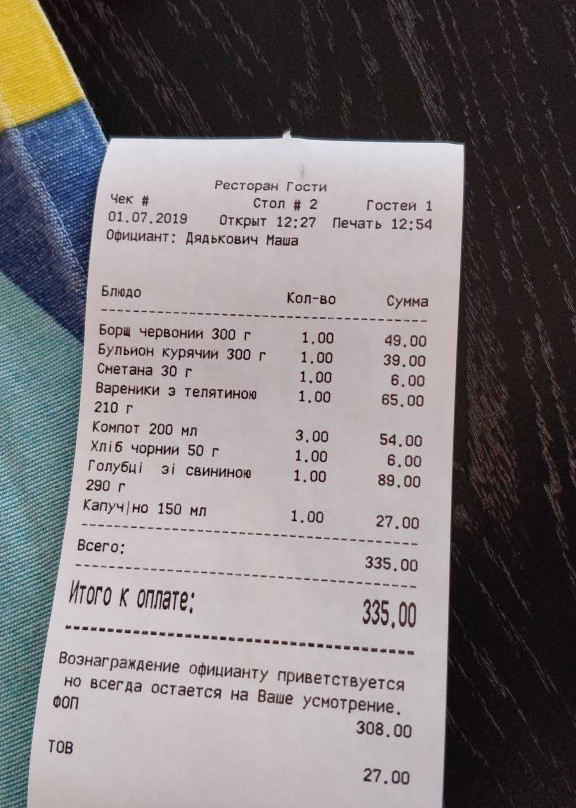 Ресторан Гости
Чек # Стол # 2 Гостей 1
01.07.2019 Открыт 12:27 Печать 12:54
Официант: Дядькович Маша
Блюдо Кол-во Сумма
Борщ червоний 300 г 1.00 49.00
Бульион курячий 300 г 1.00 39.00
Сметана 30 г 1.00 6.00
Вареники з телятиною 1.00 65.00
210 г
Компот 200 мл 3.00 54.00
Хліб чорний 50 г 1.00 6.00
Голубці зі свининою 1.00 89.00
290 г
Капуч|но 150 мл 1.00 27.00
Всего: 335.00
Итого к оплате: 335,00
Вознаграждение официанту приветствуется
но всегда остается на Ваше усмотрение.
ФОП 308.00
ТОВ 27.00